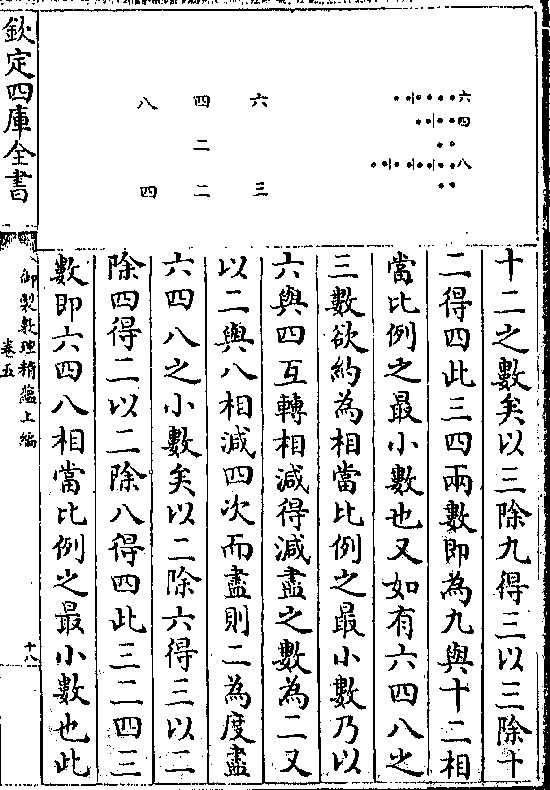 六
四
八
六 四 八
二
三 二 四
十二之數矣以三除九得三以三除十
二得四此三四兩數即為九與十二相
當比例之最小數也又如有六四八之
三數欲約為相當比例之最小數乃以
六與四互轉相減得減盡之數為二又
以二與八相減四次而盡則二為度盡
六四八之小數矣以二除六得三以二
除四得二以二除八得四此三二四三
數即六四八相當比例之最小數也此
欽定四庫全書
御製數理精蘊上編
卷五
十八